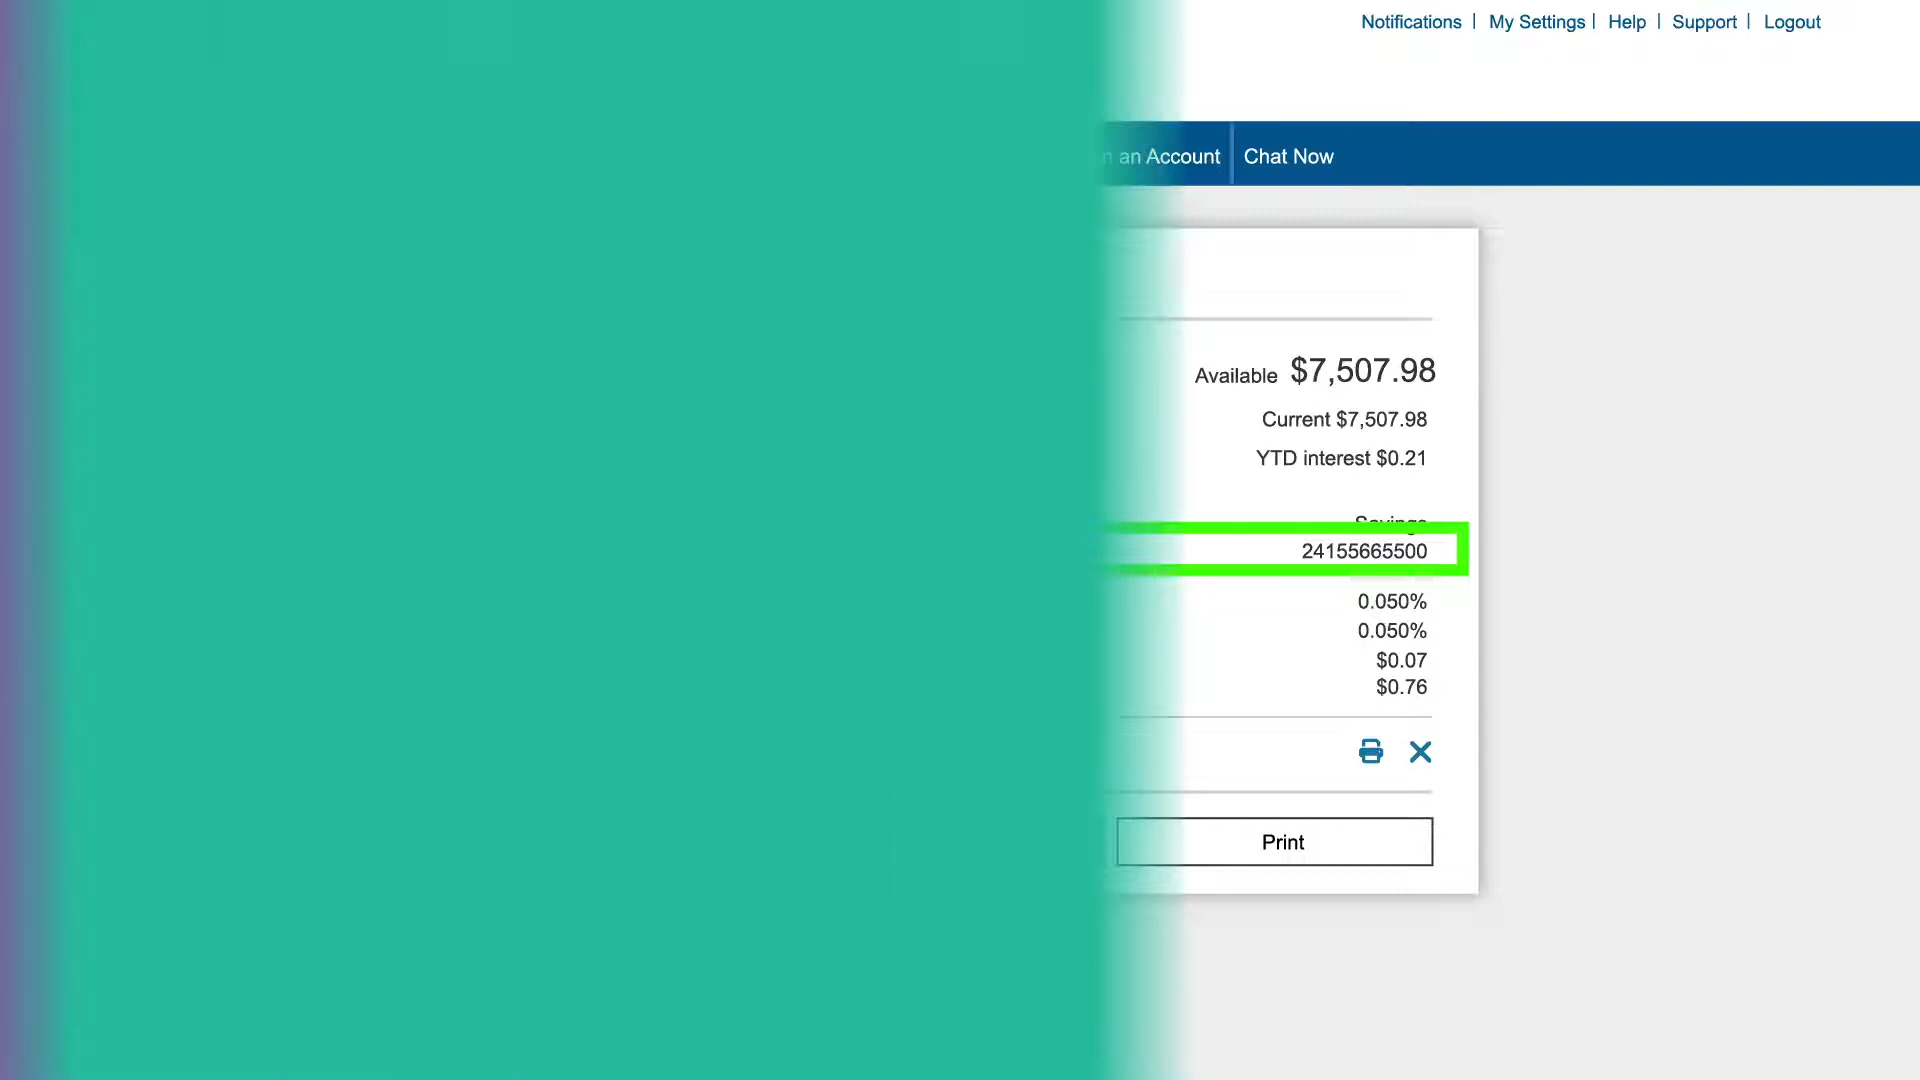 Notifications | My Settings | Help | Support | Logout
an Account | Chat Now
Available $7,507.98
Current $7,507.98
YTD interest $0.21
Savings
24155665500
0.050%
0.050%
$0.07
$0.76
Print